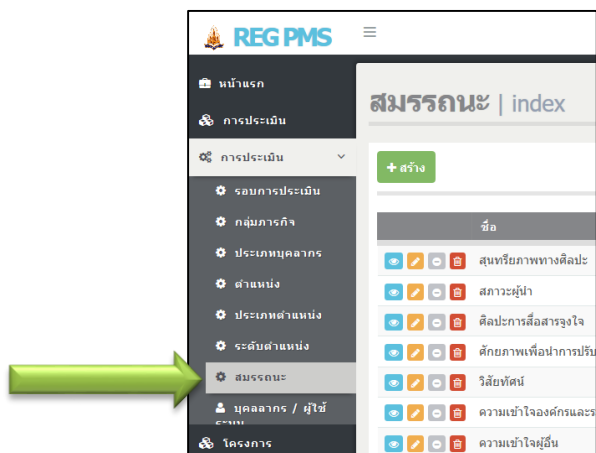 REG PMS
หน้าแรก
การประเมิน
การประเมิน
รอบการประเมิน
กลุ่มภารกิจ
ประเภทบุคลากร
ตำแหน่ง
ประเภทตำแหน่ง
ระดับตำแหน่ง
สมรรถนะ
บุคลลากร / ผู้ใช้
ระบบ
โครงการ
สมรรถนะ | index
+ สร้าง
ชื่อ
สุนทรียภาพทางศิลปะ
สภาวะผู้นำ
ศิลปะการสื่อสารจูงใจ
ศักยภาพเพื่อนำการปรับ
วิสัยทัศน์
ความเข้าใจองค์กรและร
ความเข้าใจผู้อื่น